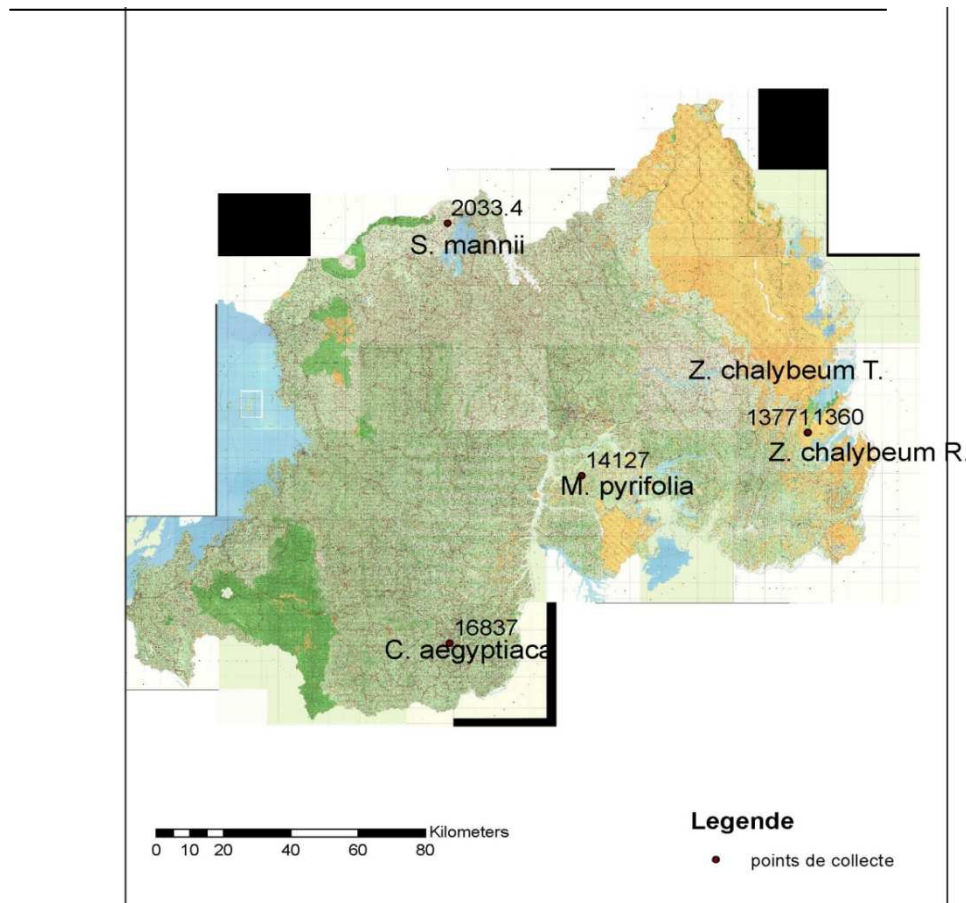 2033.4
S. mannii
Z. chalybeum T.
137711360
Z. chalybeum R.
14127
M. pyrifolia
16837
C. aegyptiaca
Kilometers
0 10 20 40 60 80
Legende
points de collecte